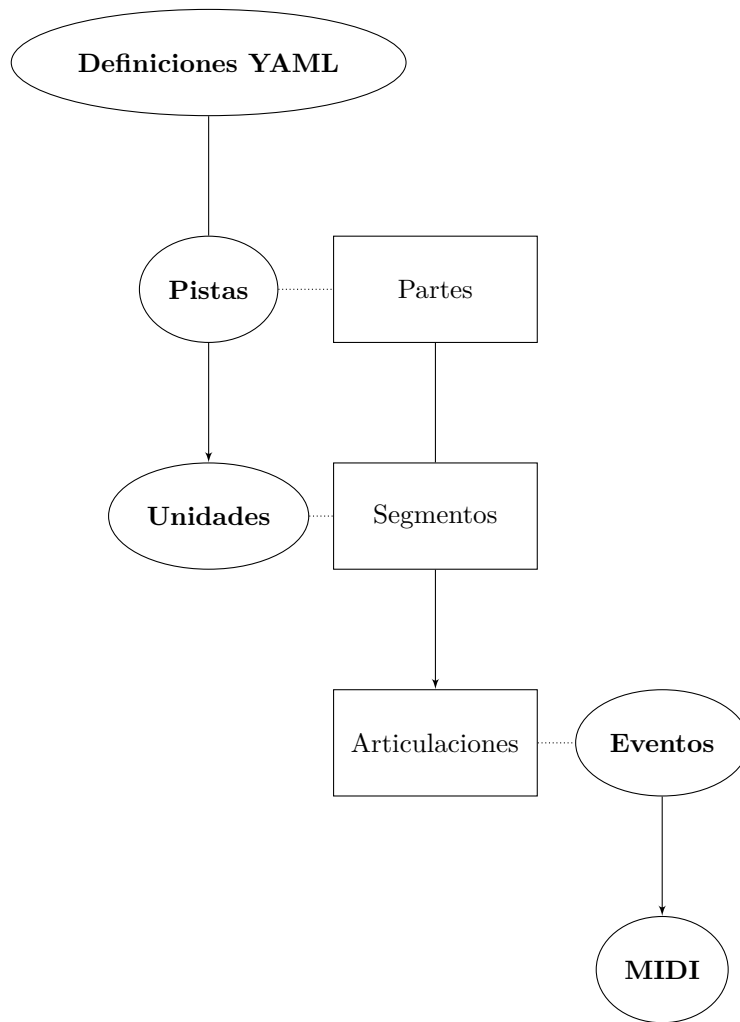 Definiciones YAML
Pistas
Partes
Unidades
Segmentos
Articulaciones
Eventos
MIDI